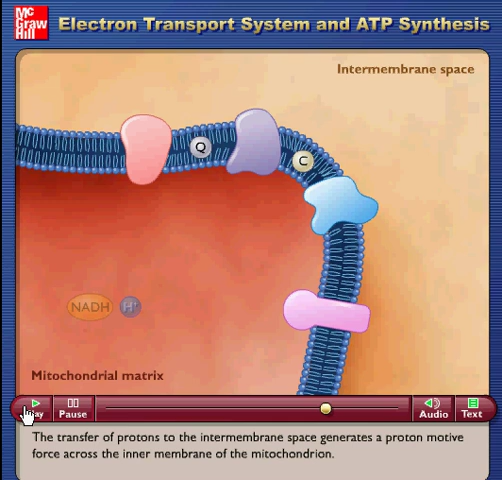 Mc
Graw
Hill
Electron Transport System and ATP Synthesis
Intermembrane space
Q
C
NADH
H+
Mitochondrial matrix
Play
Pause
Audio
Text
The transfer of protons to the intermembrane space generates a proton motive
force across the inner membrane of the mitochondrion.